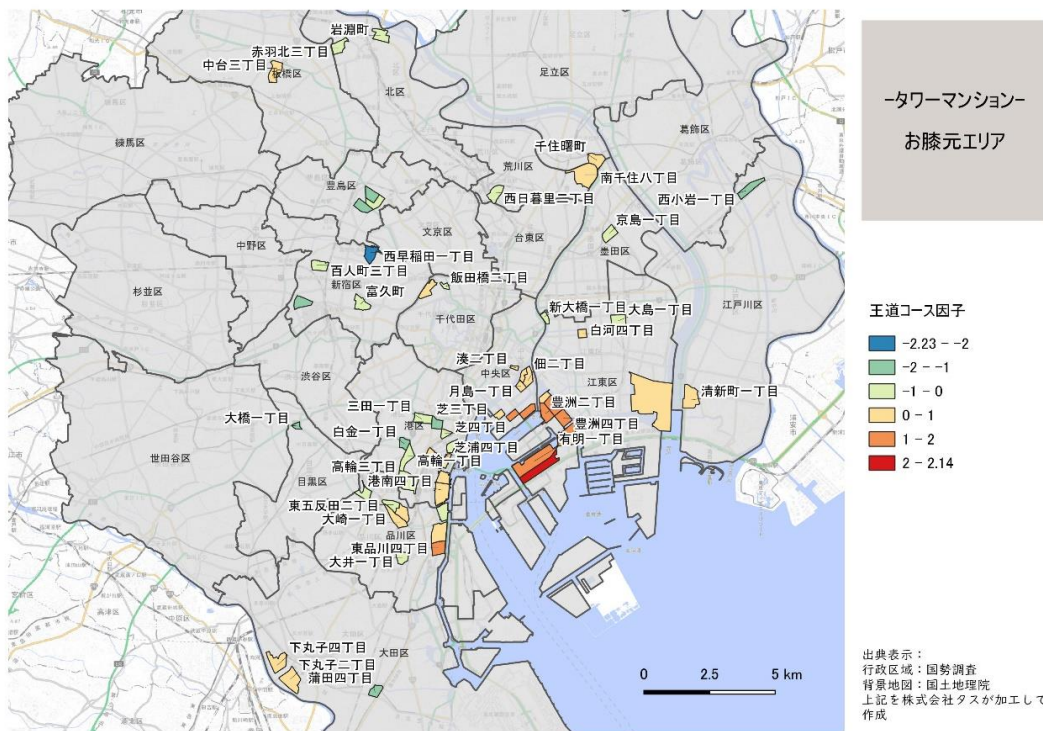 岩淵町
赤羽北三丁目
中台三丁目
板橋区
北区
足立区
葛飾区
練馬区
千住曙町
荒川区
南千住八丁目
豊島区
西日暮里二丁目
西小岩一丁目
文京区
台東区
京島一丁目
墨田区
中野区
西早稲田一丁目
百人町三丁目
飯田橋二丁目
杉並区
新宿区
富久町
新大橋一丁目
大島一丁目
江戸川区
千代田区
白河四丁目
湊二丁目
佃二丁目
中央区
渋谷区
月島一丁目
江東区
清新町一丁目
豊洲二丁目
三田一丁目
芝三丁目
大橋一丁目
港区
豊洲四丁目
白金一丁目
芝四丁目
有明一丁目
芝浦四丁目
世田谷区
高輪三丁目
目黒区
港南四丁目
東五反田二丁目
大崎一丁目
品川区
東品川四丁目
大井一丁目
下丸子四丁目
大田区
下丸子二丁目
蒲田四丁目
0 2.5 5 km
-タワーマンション-
お膝元エリア
王道コース因子
-2.23 - -2
-2 - -1
-1 - 0
0 - 1
1 - 2
2 - 2.14
出典表示：
行政区域：国勢調査
背景地図：国土地理院
上記を株式会社タスが加工して
作成